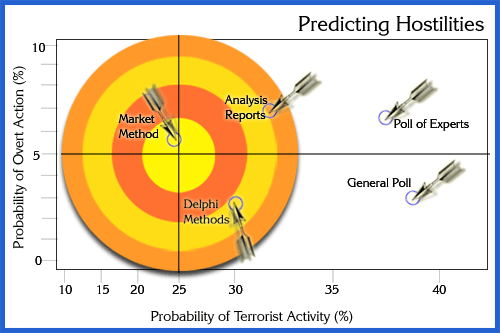 Predicting Hostilities
Probability of Overt Action (%)
10
5
0
Market
Method
Analysis
Reports
Poll of Experts
General Poll
Delphi
Methods
10 15 20 25 30 35 40
Probability of Terrorist Activity (%)